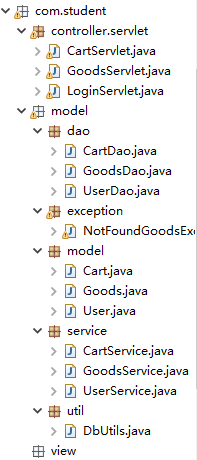 com.student
controller.servlet
CartServlet.java
GoodsServlet.java
LoginServlet.java
model
dao
CartDao.java
GoodsDao.java
UserDao.java
exception
NotFoundGoodsExc
model
Cart.java
Goods.java
User.java
service
CartService.java
GoodsService.java
UserService.java
util
DbUtils.java
view